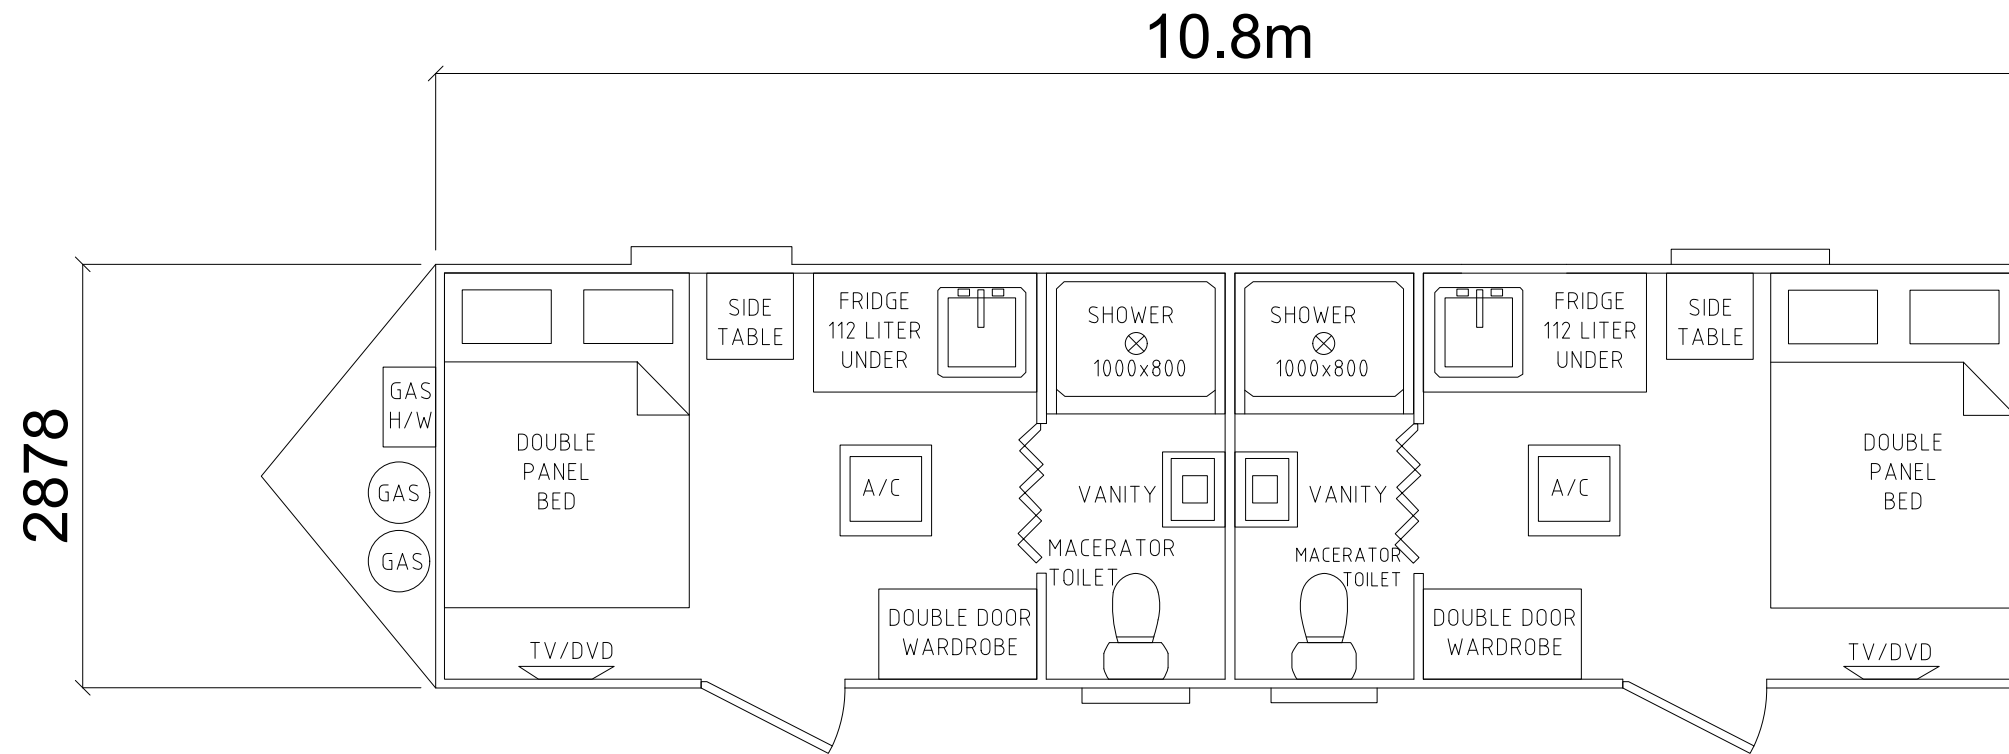 10.8m
2878
GAS
H/W
GAS
GAS
DOUBLE
PANEL
BED
TV/DVD
SIDE
TABLE
FRIDGE
112 LITER
UNDER
A/C
DOUBLE DOOR
WARDROBE
SHOWER
1000x800
VANITY
MACERATOR
TOILET
SHOWER
1000x800
VANITY
MACERATOR
TOILET
FRIDGE
112 LITER
UNDER
A/C
DOUBLE DOOR
WARDROBE
SIDE
TABLE
DOUBLE
PANEL
BED
TV/DVD